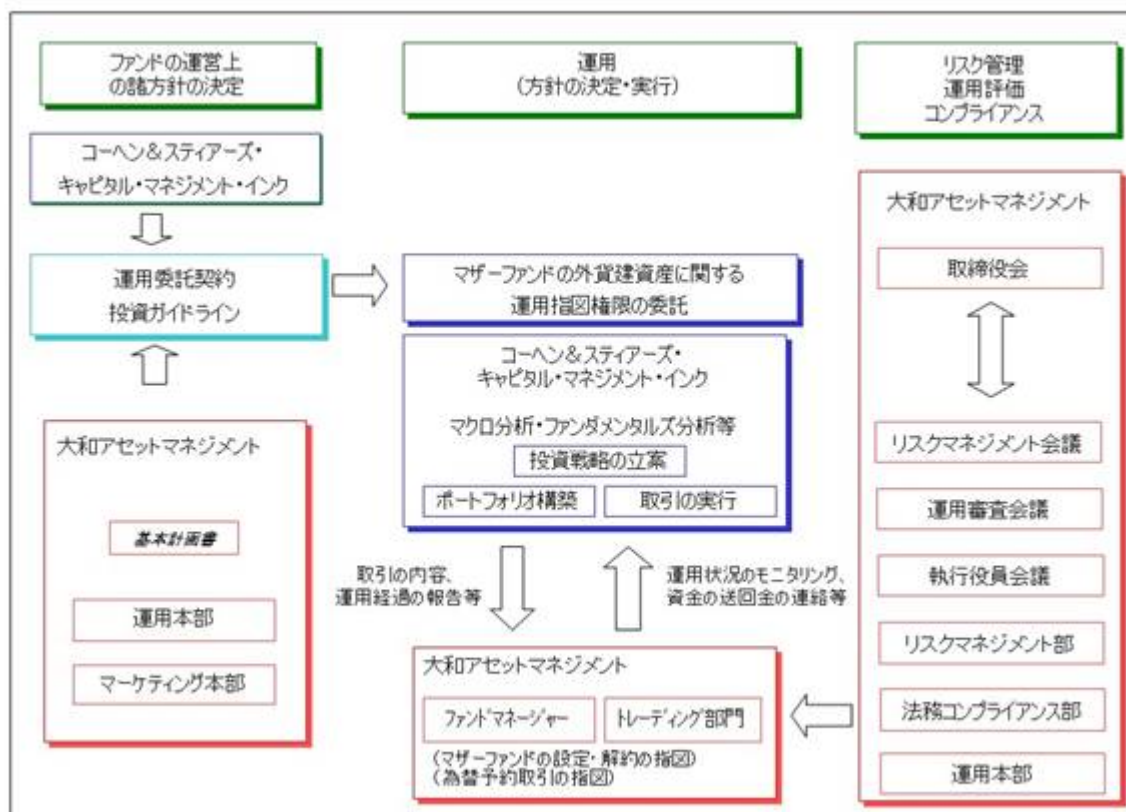 ファンドの運営上
の諸方針の決定
運用
(方針の決定・実行)
リスク管理
運用評価
コンプライアンス
コーヘン&スティアーズ・
キャピタル・マネジメント・インク
運用委託契約
投資ガイドライン
マザーファンドの外貨建資産に関する
運用指図権限の委託
コーヘン&スティアーズ・
キャピタル・マネジメント・インク
マクロ分析・ファンダメンタルズ分析等
投資戦略の立案
ポートフォリオ構築
取引の実行
大和アセットマネジメント
基本計画書
運用本部
マーケティング本部
取引の内容、
運用経過の報告等
運用状況のモニタリング、
資金の送回金の連絡等
大和アセットマネジメント
ファンドマネージャー
トレーディング部門
(マザーファンドの設定・解約の指図)
(為替予約取引の指図)
大和アセットマネジメント
取締役会
リスクマネジメント会議
運用審査会議
執行役員会議
リスクマネジメント部
法務コンプライアンス部
運用本部